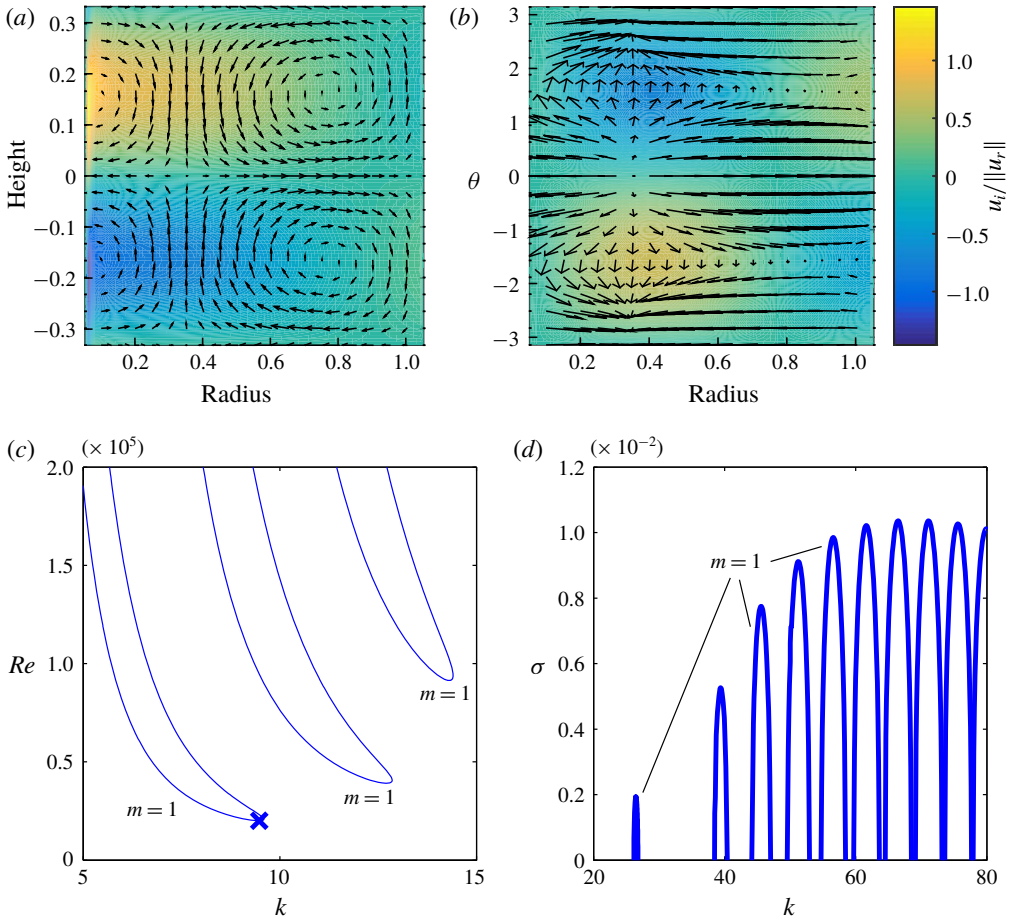 (a)
0.3
0.2
0.1
0
−0.1
−0.2
−0.3
Height
0.2 0.4 0.6 0.8 1.0
Radius
(b)
3
2
1
0
−1
−2
−3
θ
0.2 0.4 0.6 0.8 1.0
Radius
1.0
0.5
0
−0.5
−1.0
u_i/||u_r||
(c)
(× 10^5)
2.0
1.5
1.0
0.5
0
Re
m = 1
m = 1
m = 1
5 10 15
k
(d)
(× 10^−2)
1.2
1.0
0.8
0.6
0.4
0.2
0
σ
m = 1
20 40 60 80
k